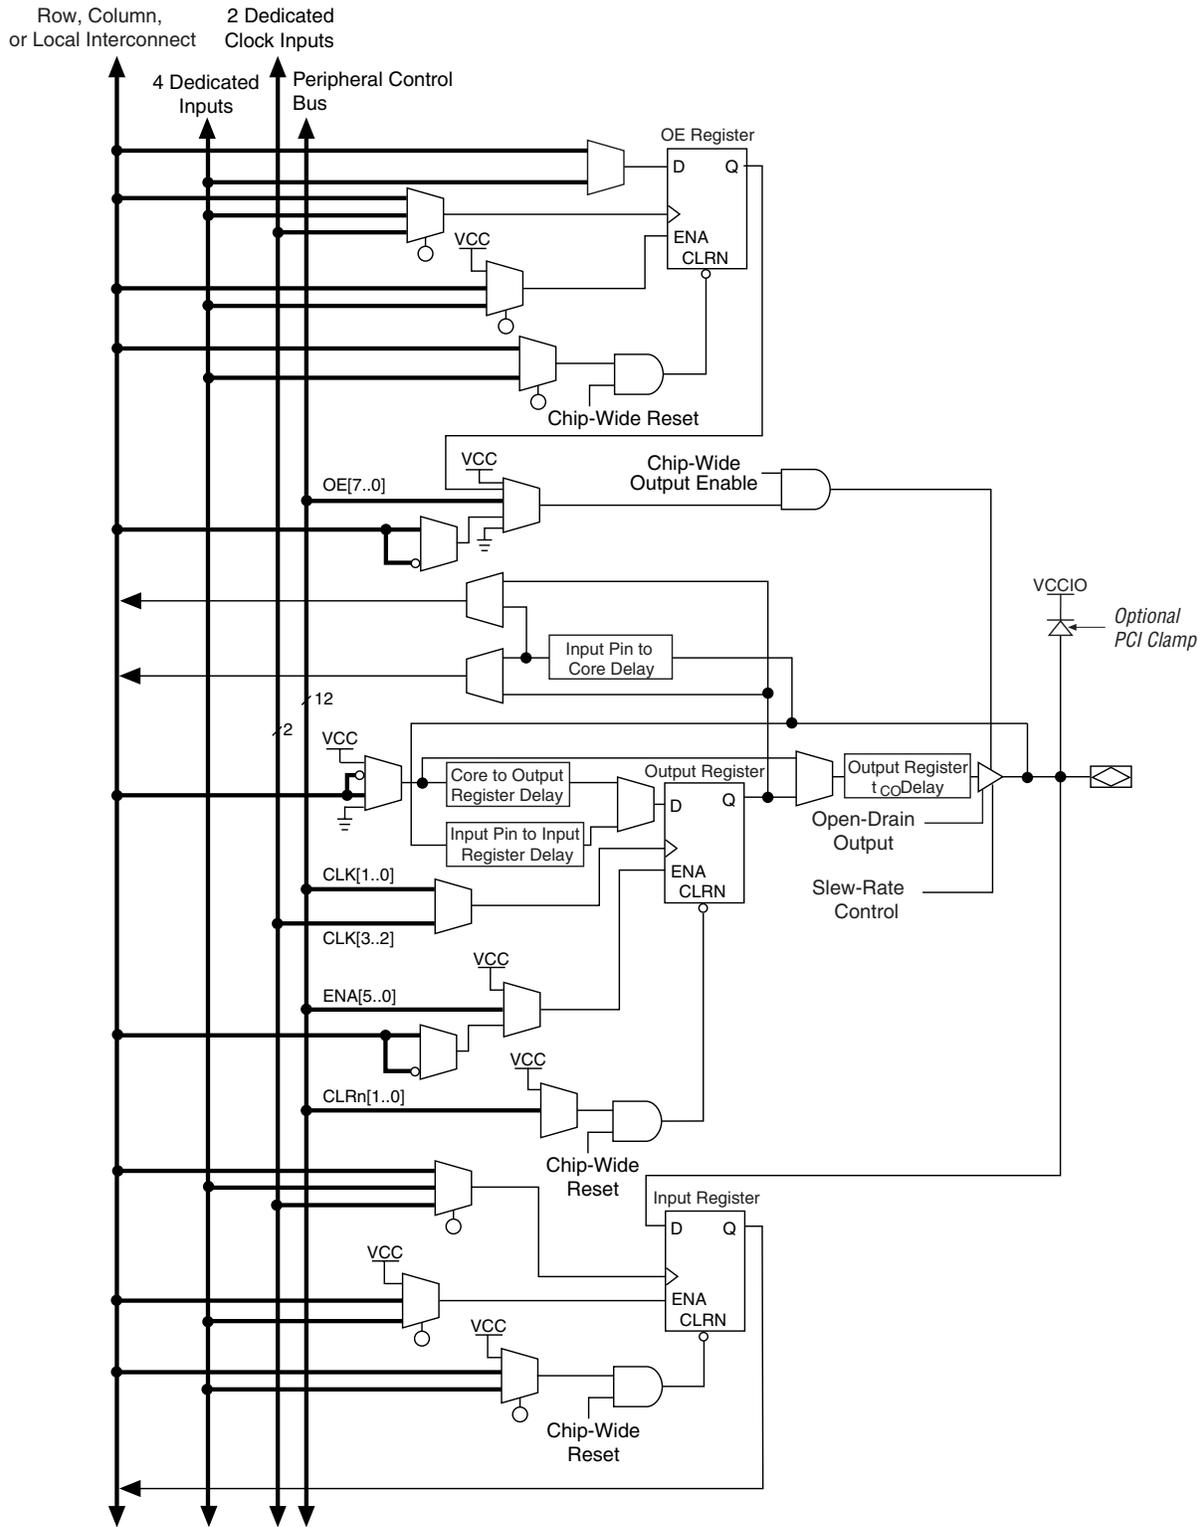 Row, Column,
or Local Interconnect
2 Dedicated
Clock Inputs
4 Dedicated
Inputs
Peripheral Control
Bus
OE Register
D
Q
ENA
CLRN
VCC
Chip-Wide Reset
VCC
OE[7..0]
Chip-Wide
Output Enable
VCCIO
Optional
PCI Clamp
Input Pin to
Core Delay
12
2
VCC
Core to Output
Register Delay
Input Pin to Input
Register Delay
Output Register
D
Q
ENA
CLRN
Output Register
tCO Delay
Open-Drain
Output
Slew-Rate
Control
CLK[1..0]
CLK[3..2]
VCC
ENA[5..0]
VCC
CLRn[1..0]
Chip-Wide
Reset
Input Register
D
Q
ENA
CLRN
VCC
VCC
Chip-Wide
Reset